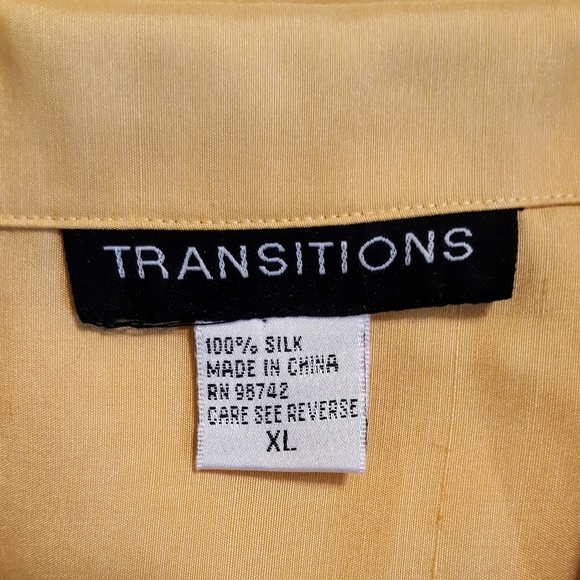 TRANSITIONS
100% SILK
MADE IN CHINA
RN 98742
CARE SEE REVERSE
XL